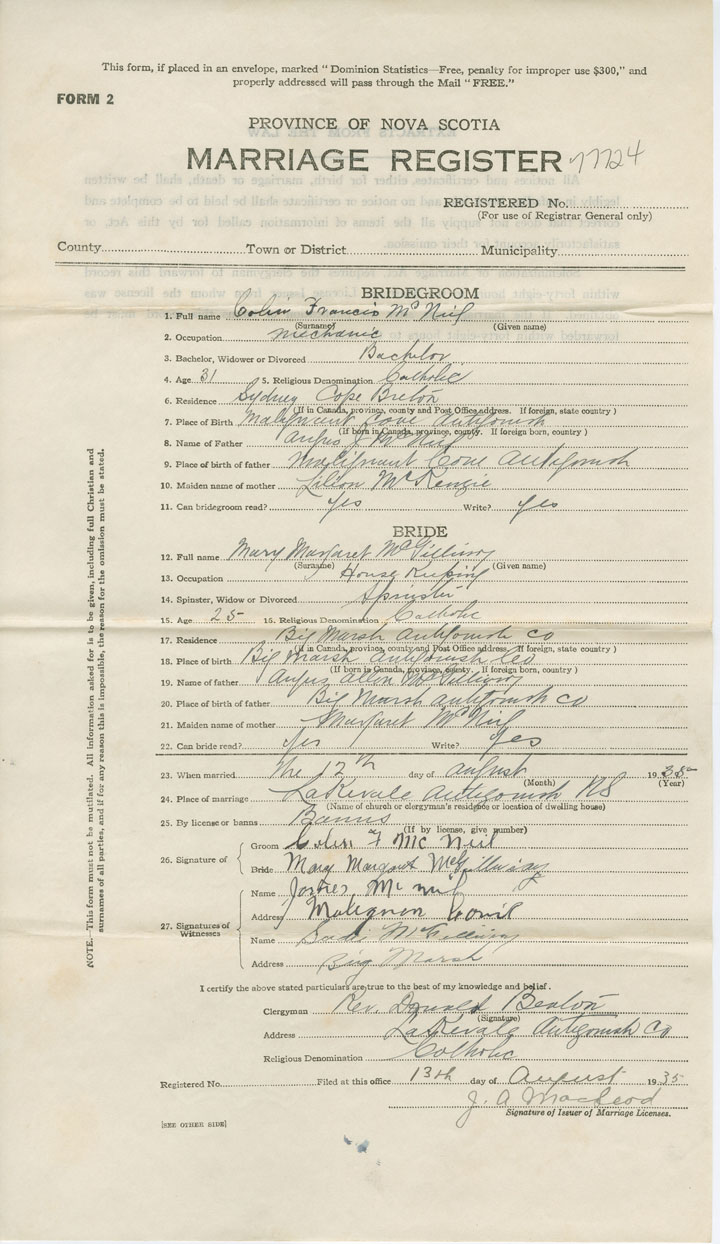 This form, if placed in an envelope, marked "Dominion Statistics—Free, penalty for improper use $300," and
properly addressed will pass through the Mail "FREE."
FORM 2
PROVINCE OF NOVA SCOTIA
MARRIAGE REGISTER 77724
REGISTERED No.
(For use of Registrar General only)
County Town or District Municipality
BRIDEGROOM
1. Full name Colin Francis McNeil
(Surname) (Given name)
2. Occupation mechanic
3. Bachelor, Widower or Divorced Bachelor
4. Age 31 5. Religious Denomination Catholic
6. Residence Sydney Cape Breton
(If in Canada, province, county and Post Office address. If foreign, state country)
7. Place of Birth Malignant Cove Antigonish
(If born in Canada, province, county. If foreign born, country)
8. Name of Father Angus J McNeil
9. Place of birth of father Malignant Cove Antigonish
10. Maiden name of mother Lilion McKenzie
11. Can bridegroom read? Yes Write? Yes
BRIDE
12. Full name Mary Margaret McGillivray
(Surname) (Given name)
13. Occupation House Keeping
14. Spinster, Widow or Divorced Spinster
15. Age 25 16. Religious Denomination Catholic
17. Residence Big Marsh Antigonish Co
(If in Canada, province, county and Post Office address. If foreign, state country)
18. Place of birth Big Marsh Antigonish Co
(If born in Canada, province, county. If foreign born, country)
19. Name of father Angus Allan McGillivray
20. Place of birth of father Big Marsh Antigonish Co
21. Maiden name of mother Margaret McNeil
22. Can bride read? Yes Write? Yes
23. When married The 12th day of August 1935
(Month) (Year)
24. Place of marriage Lakevale Antigonish NS
(Name of church or clergyman's residence or location of dwelling house)
25. By license or banns Banns
(If by license, give number)
26. Signature of
Groom Colin F McNeil
Bride Mary Margaret McGillivray
27. Signatures of Witnesses
Name McNeil
Address Malignon
Name McGillivray
Address Big Marsh
I certify the above stated particulars are true to the best of my knowledge and belief.
Clergyman Rev. Donald Beaton
(Signature)
Address Lakevale Antigonish Co
Religious Denomination Catholic
Registered No. Filed at this office 13th day of August 1935
J. A MacLeod
Signature of Issuer of Marriage Licenses.
[SEE OTHER SIDE]
NOTE.—This form must not be mutilated. All information asked for is to be given, including full Christian and
surnames of all parties, and if for any reason this is impossible, the reason for the omission must be stated.